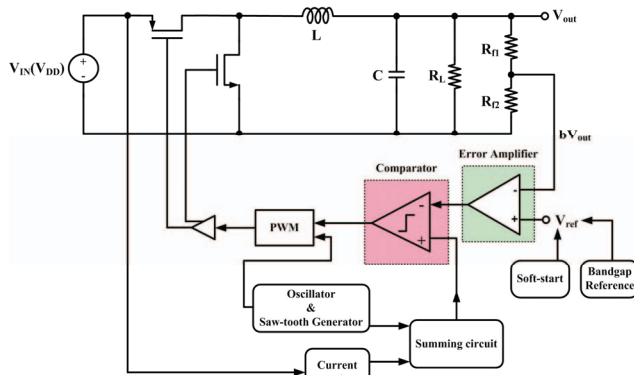 L
V_out
V_IN(V_DD)
+
-
C
R_L
R_f1
R_f2
bV_out
Comparator
Error Amplifier
-
+
-
+
PWM
V_ref
Soft-start
Bandgap
Reference
Oscillator
&
Saw-tooth Generator
Summing circuit
Current